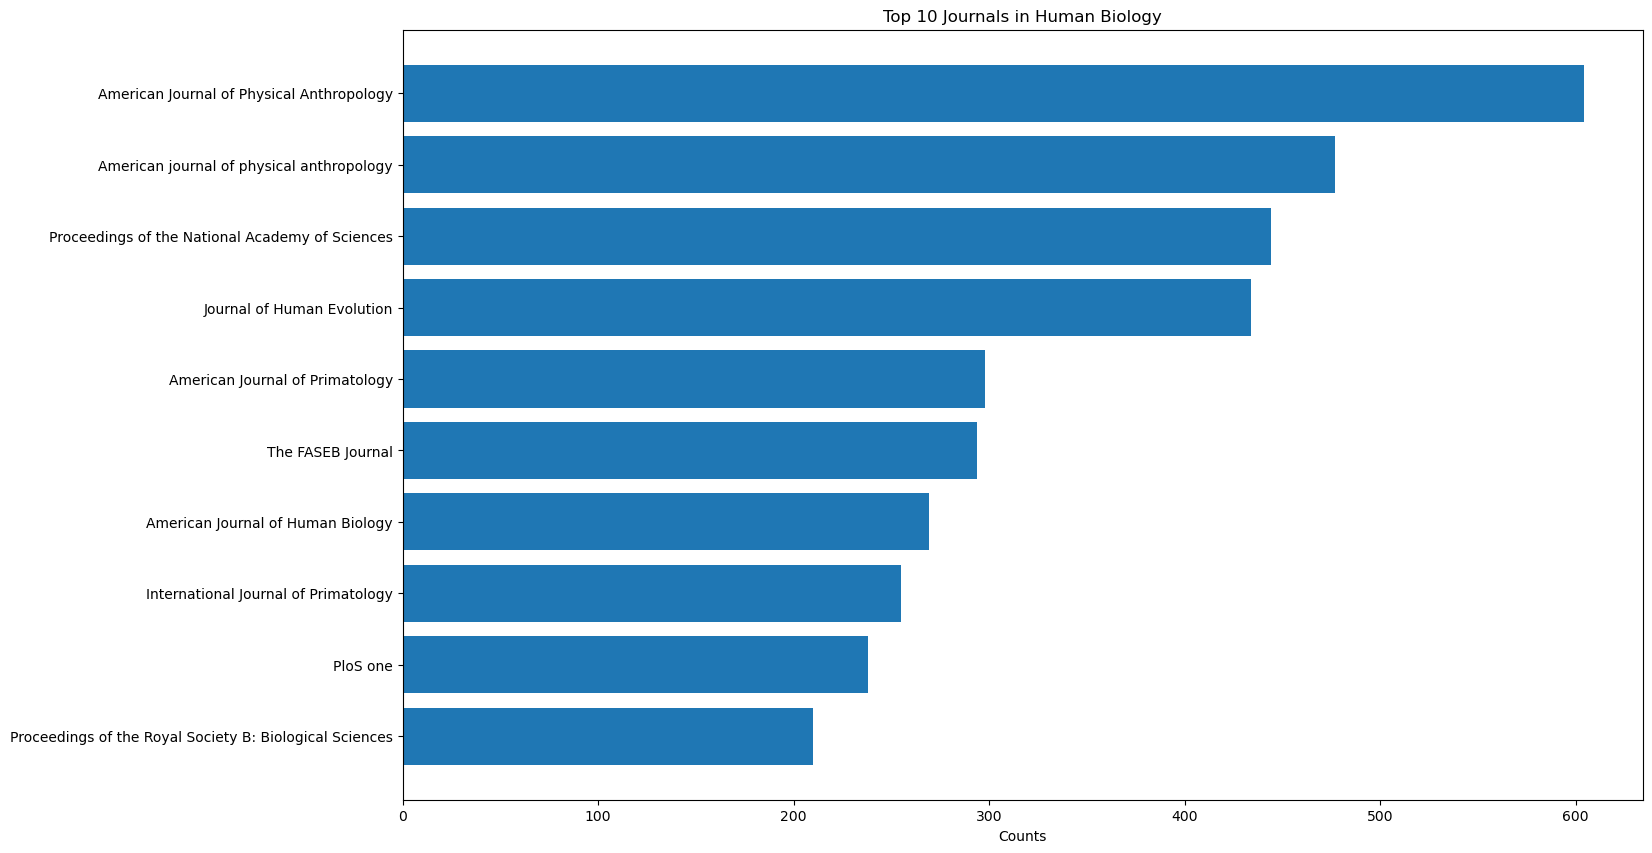 Top 10 Journals in Human Biology
American Journal of Physical Anthropology
American journal of physical anthropology
Proceedings of the National Academy of Sciences
Journal of Human Evolution
American Journal of Primatology
The FASEB Journal
American Journal of Human Biology
International Journal of Primatology
PloS one
Proceedings of the Royal Society B: Biological Sciences
0 100 200 300 400 500 600
Counts